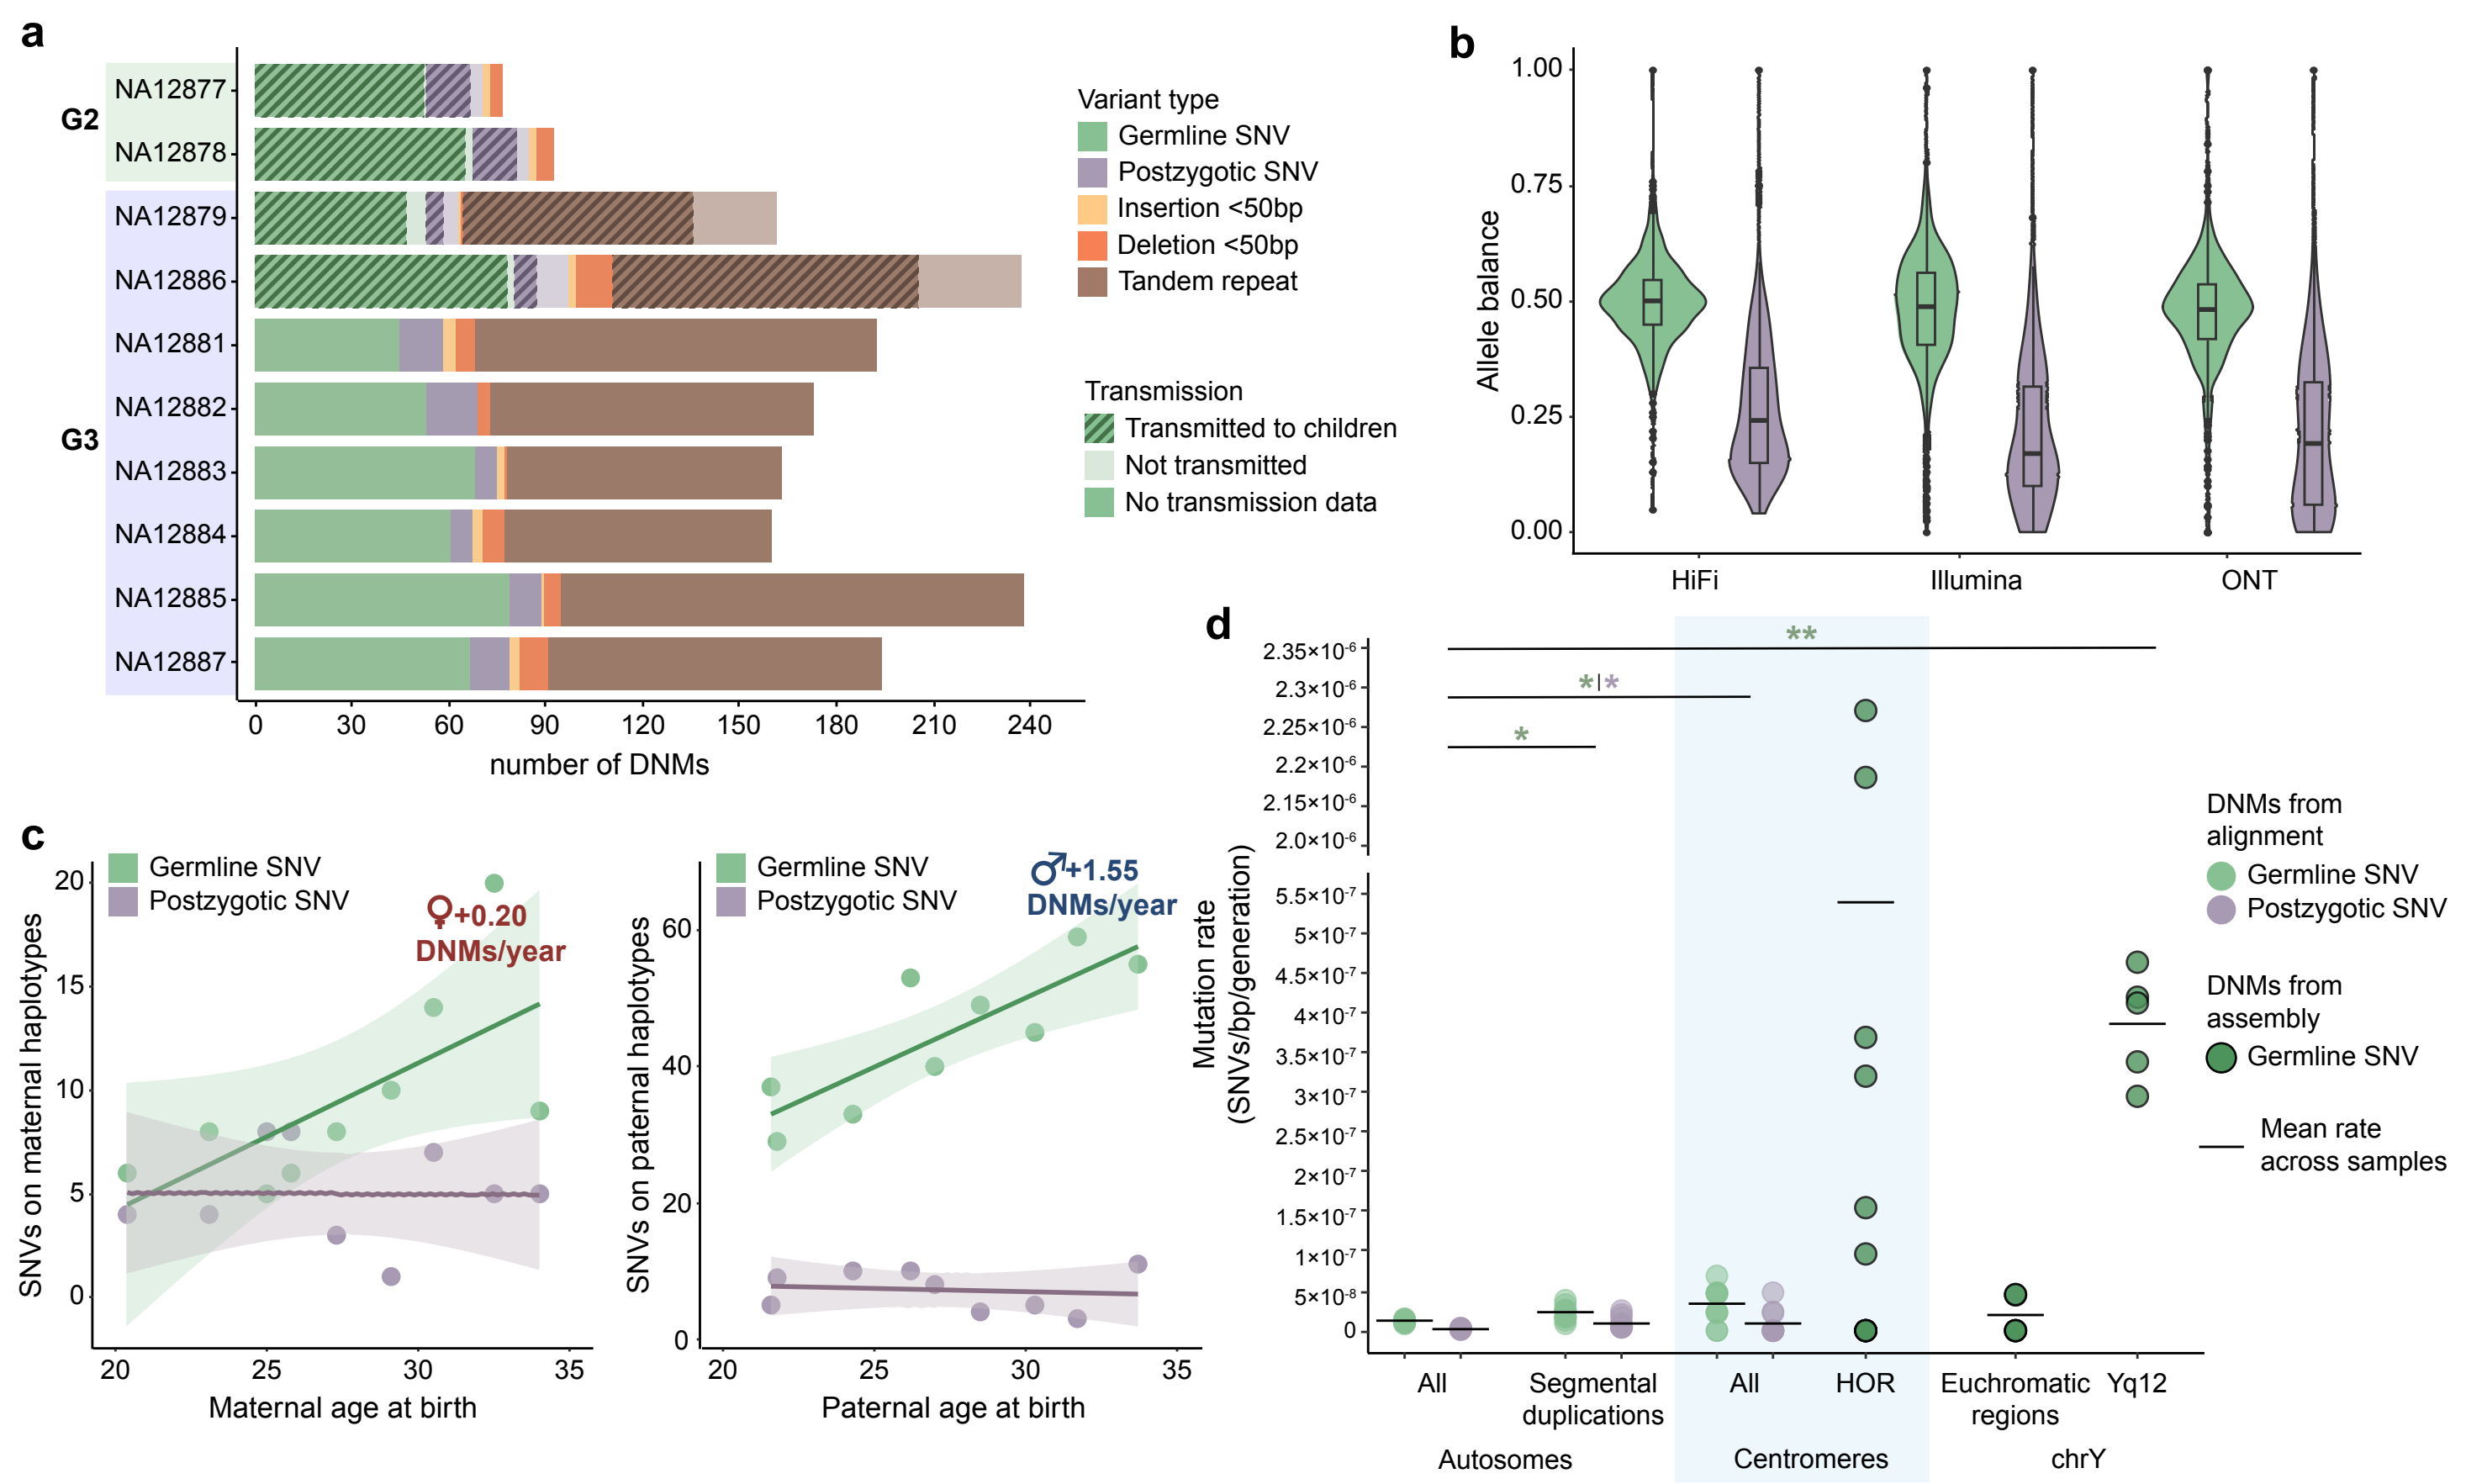 a
G2
G3
NA12877
NA12878
NA12879
NA12886
NA12881
NA12882
NA12883
NA12884
NA12885
NA12887
0 30 60 90 120 150 180 210 240
number of DNMs
Variant type
Germline SNV
Postzygotic SNV
Insertion <50bp
Deletion <50bp
Tandem repeat
Transmission
Transmitted to children
Not transmitted
No transmission data
b
Allele balance
1.00
0.75
0.50
0.25
0.00
HiFi Illumina ONT
c
Germline SNV
Postzygotic SNV
♀+0.20
DNMs/year
SNVs on maternal haplotypes
20
15
10
5
0
20 25 30 35
Maternal age at birth
Germline SNV
Postzygotic SNV
♂+1.55
DNMs/year
SNVs on paternal haplotypes
60
40
20
0
20 25 30 35
Paternal age at birth
d
Mutation rate
(SNVs/bp/generation)
2.35×10⁻⁶
2.3×10⁻⁶
2.25×10⁻⁶
2.2×10⁻⁶
2.15×10⁻⁶
2.0×10⁻⁶
5.5×10⁻⁷
5×10⁻⁷
4.5×10⁻⁷
4×10⁻⁷
3.5×10⁻⁷
3×10⁻⁷
2.5×10⁻⁷
2×10⁻⁷
1.5×10⁻⁷
1×10⁻⁷
5×10⁻⁸
0
**
*|*
*
All
Segmental
duplications
All
HOR
Euchromatic
regions
Yq12
Autosomes
Centromeres
chrY
DNMs from
alignment
Germline SNV
Postzygotic SNV
DNMs from
assembly
Germline SNV
Mean rate
across samples